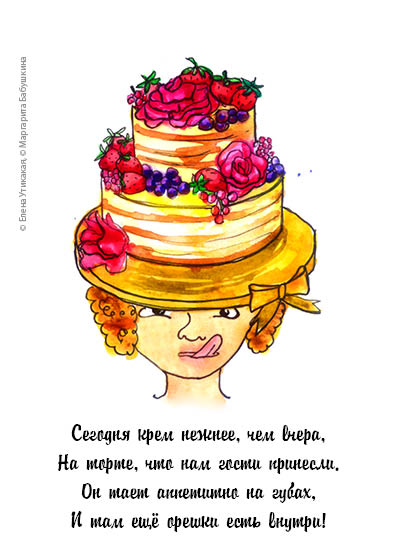 © Елена Утикакая, © Маргарита Бабушкина
Сегодня крем нежнее, чем вчера,
На торте, что нам гости принесли.
Он тает аппетитно на губах,
И там ещё орешки есть внутри!